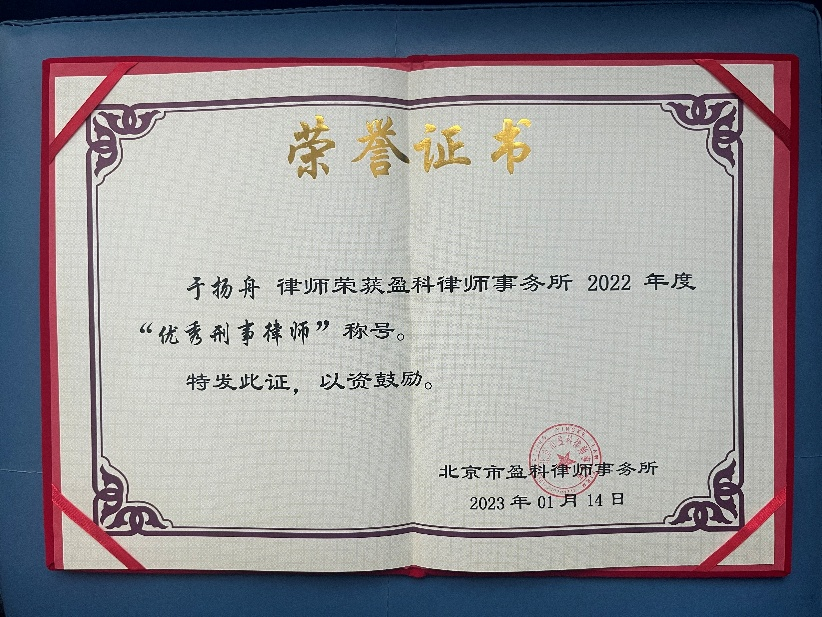 荣誉证书
于扬舟 律师荣获盈科律师事务所 2022 年度
“优秀刑事律师”称号。
特发此证，以资鼓励。
北京市盈科律师事务所
2023 年 01 月 14 日